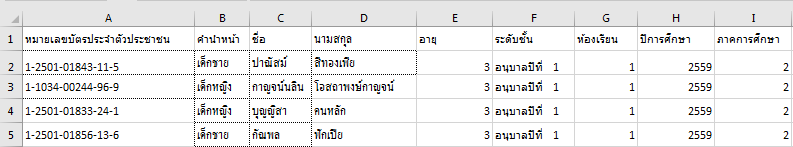 A B C D E F G H I
1 หมายเลขบัตรประจำตัวประชาชน คำนำหน้า ชื่อ นามสกุล อายุ ระดับชั้น ห้องเรียน ปีการศึกษา ภาคการศึกษา
2 1-2501-01843-11-5 เด็กชาย ปาณัสม์ สีทองเพีย 3 อนุบาลปีที่ 1 1 2559 2
3 1-1034-00244-96-9 เด็กหญิง กาญจน์นลิน โอสถาพงษ์กาญจน์ 3 อนุบาลปีที่ 1 1 2559 2
4 1-2501-01833-24-1 เด็กหญิง บุญญิสา คนหลัก 3 อนุบาลปีที่ 1 1 2559 2
5 1-2501-01856-13-6 เด็กชาย กัณพล ฟักเปีย 3 อนุบาลปีที่ 1 1 2559 2